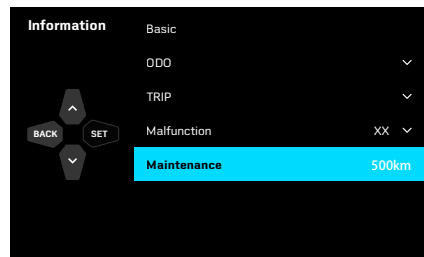 Information
Basic
ODO
TRIP
Malfunction XX
BACK SET
Maintenance 500km